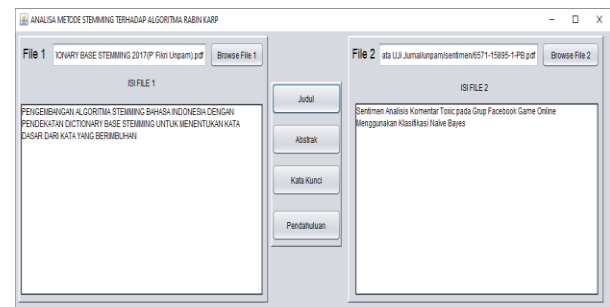 ANALISA METODE STEMMING TERHADAP ALGORITMA RABIN KARP
File 1
IONARY BASE STEMMING 2017(P' Fikri Unpam).pdf
Browse File 1
ISI FILE 1
PENGEMBANGAN ALGORITMA STEMMING BAHASA INDONESIA DENGAN
PENDEKATAN DICTIONARY BASE STEMMING UNTUK MENENTUKAN KATA
DASAR DARI KATA YANG BERIMBUHAN
Judul
Abstrak
Kata Kunci
Pendahuluan
File 2
ata UJI Jurnal/unpam/sentimen/6571-15895-1-PB.pdf
Browse File 2
ISI FILE 2
Sentimen Analisis Komentar Toxic pada Grup Facebook Game Online
Menggunakan Klasifikasi Naïve Bayes